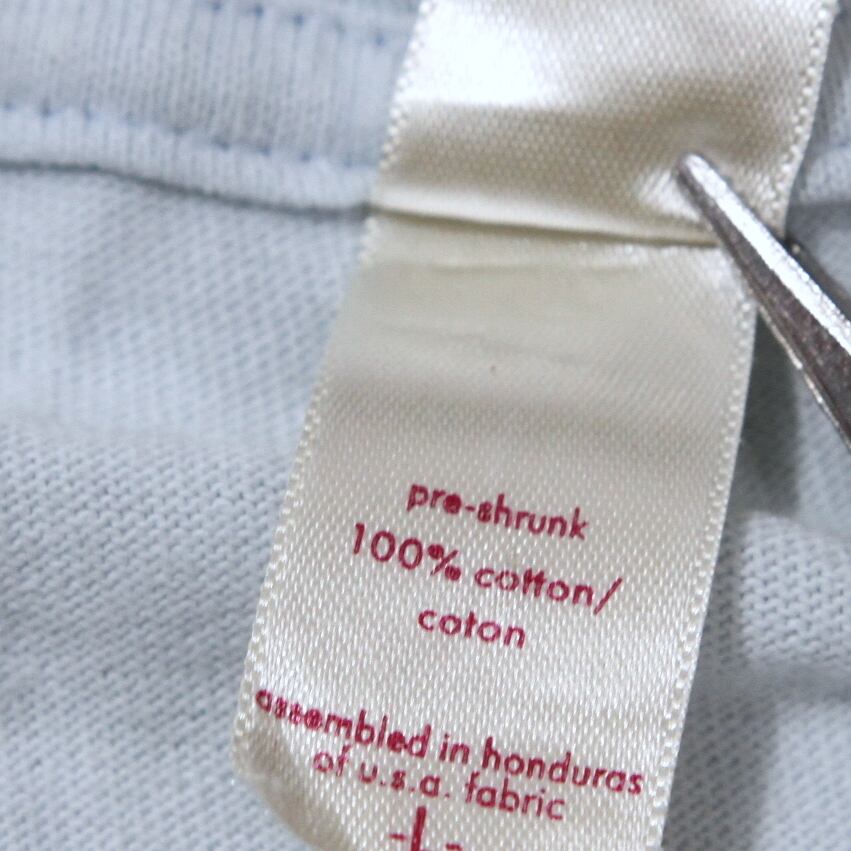 pre-shrunk
100% cotton/
coton
assembled in honduras
of u.s.a. fabric
-L-